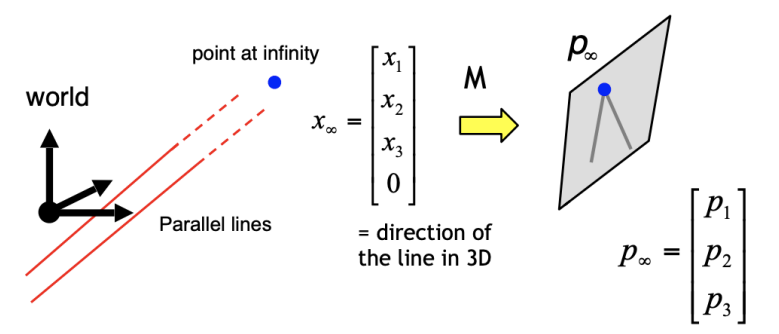 point at infinity
world
Parallel lines
x∞ =
x1
x2
x3
0
= direction of
the line in 3D
M
p∞
p∞ =
p1
p2
p3